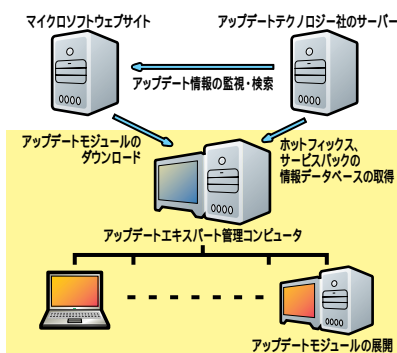 マイクロソフトウェブサイト
アップデートテクノロジー社のサーバー
アップデート情報の監視・検索
アップデートモジュールの
ダウンロード
ホットフィックス、
サービスパックの
情報データベースの取得
アップデートエキスパート管理コンピュータ
アップデートモジュールの展開